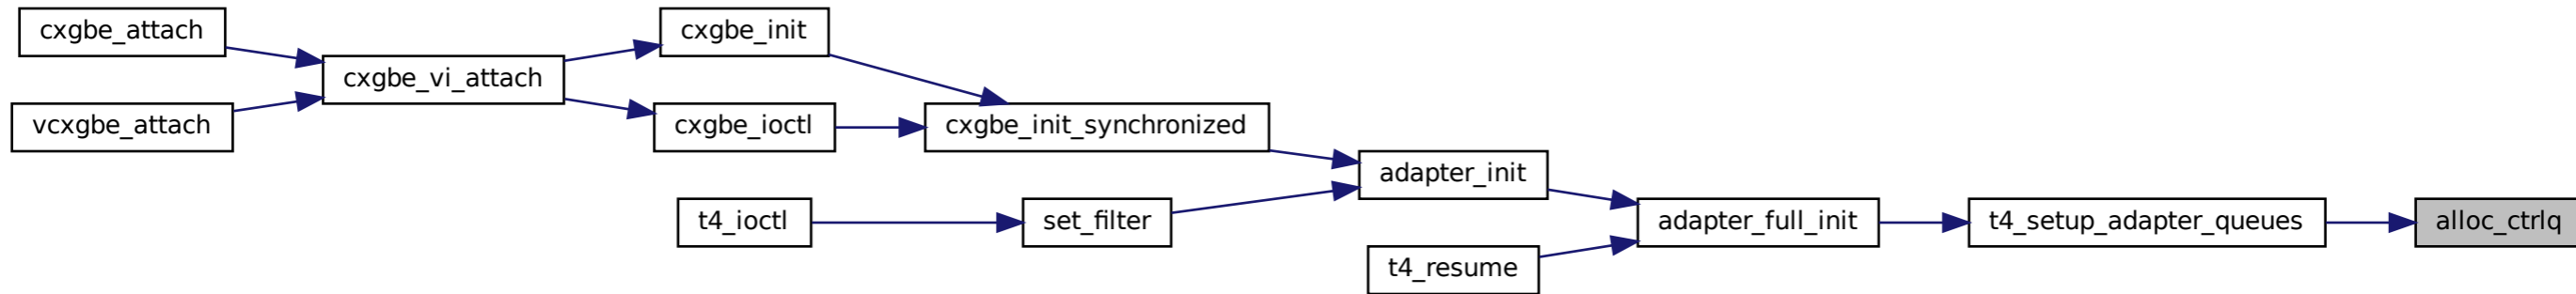 cxgbe_attach
vcxgbe_attach
cxgbe_vi_attach
cxgbe_init
cxgbe_ioctl
t4_ioctl
cxgbe_init_synchronized
set_filter
adapter_init
t4_resume
adapter_full_init
t4_setup_adapter_queues
alloc_ctrlq